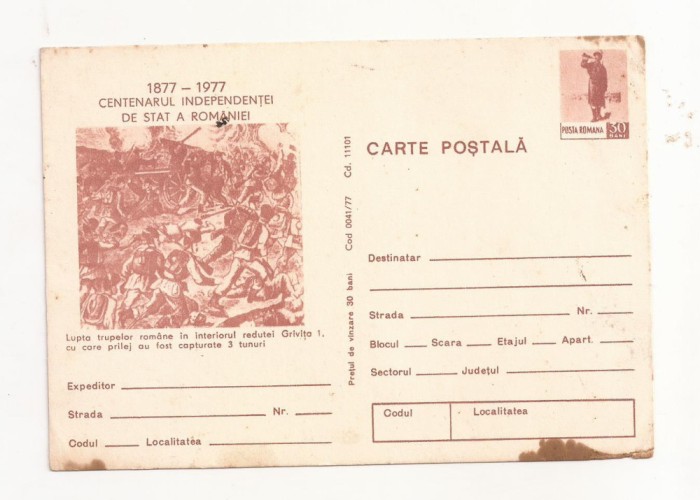 1877 – 1977
CENTENARUL INDEPENDENȚEI
DE STAT A ROMÂNIEI
Lupta trupelor române în interiorul redutei Grivița 1,
cu care prilej au fost capturate 3 tunuri
Expeditor
Strada Nr.
Codul Localitatea
Prețul de vînzare 30 bani Cod 0041/77 Cd. 11101
POSTA ROMANA 30
BANI
CARTE POȘTALĂ
Destinatar
Strada Nr.
Blocul Scara Etajul Apart.
Sectorul Județul
Codul Localitatea